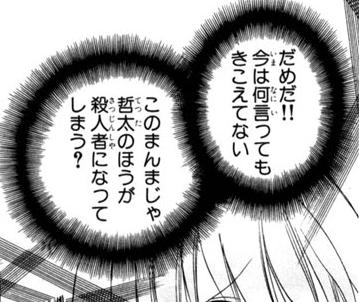 だめだ!!
今は何言っても
きこえてない
このまんまじゃ
哲太のほうが
殺人者になって
しまう?